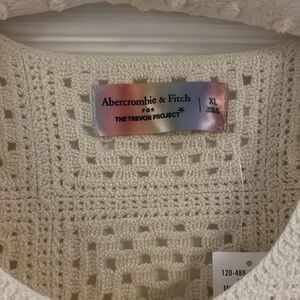 Abercrombie & Fitch
FOR
THE TREVOR PROJECT
XL
120-488